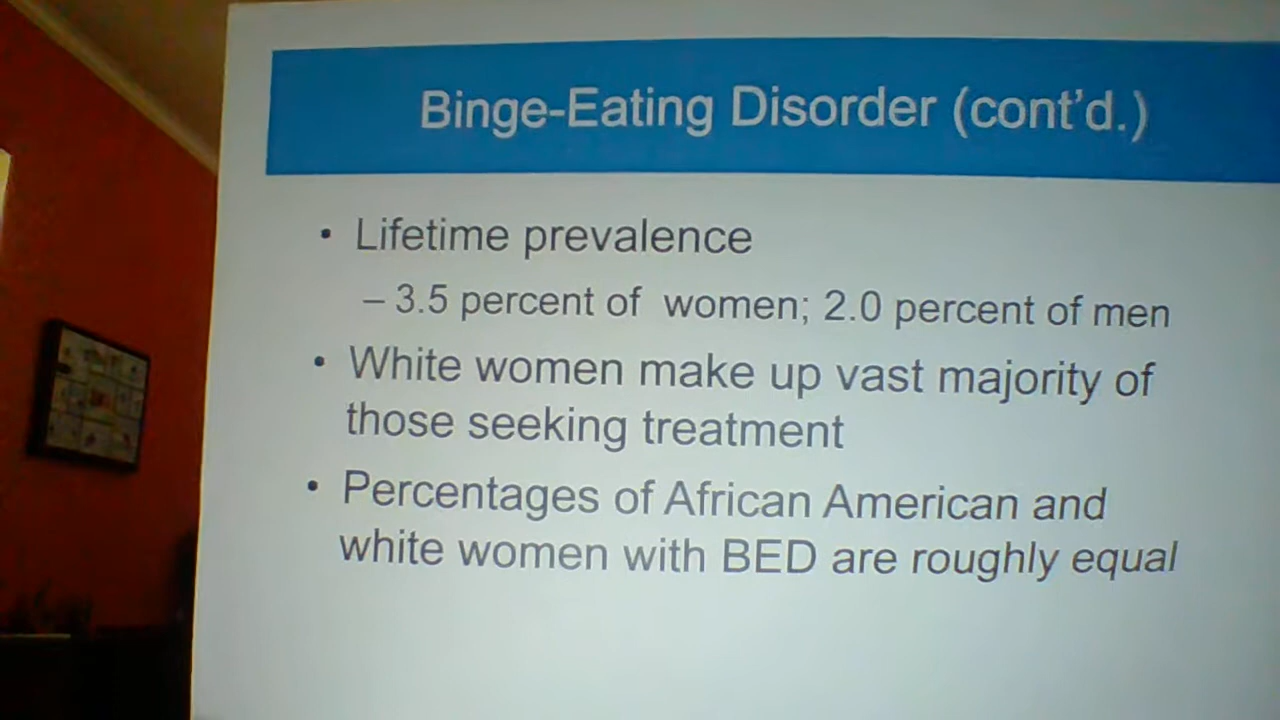 Binge-Eating Disorder (cont'd.)
• Lifetime prevalence
– 3.5 percent of women; 2.0 percent of men
• White women make up vast majority of
those seeking treatment
• Percentages of African American and
white women with BED are roughly equal